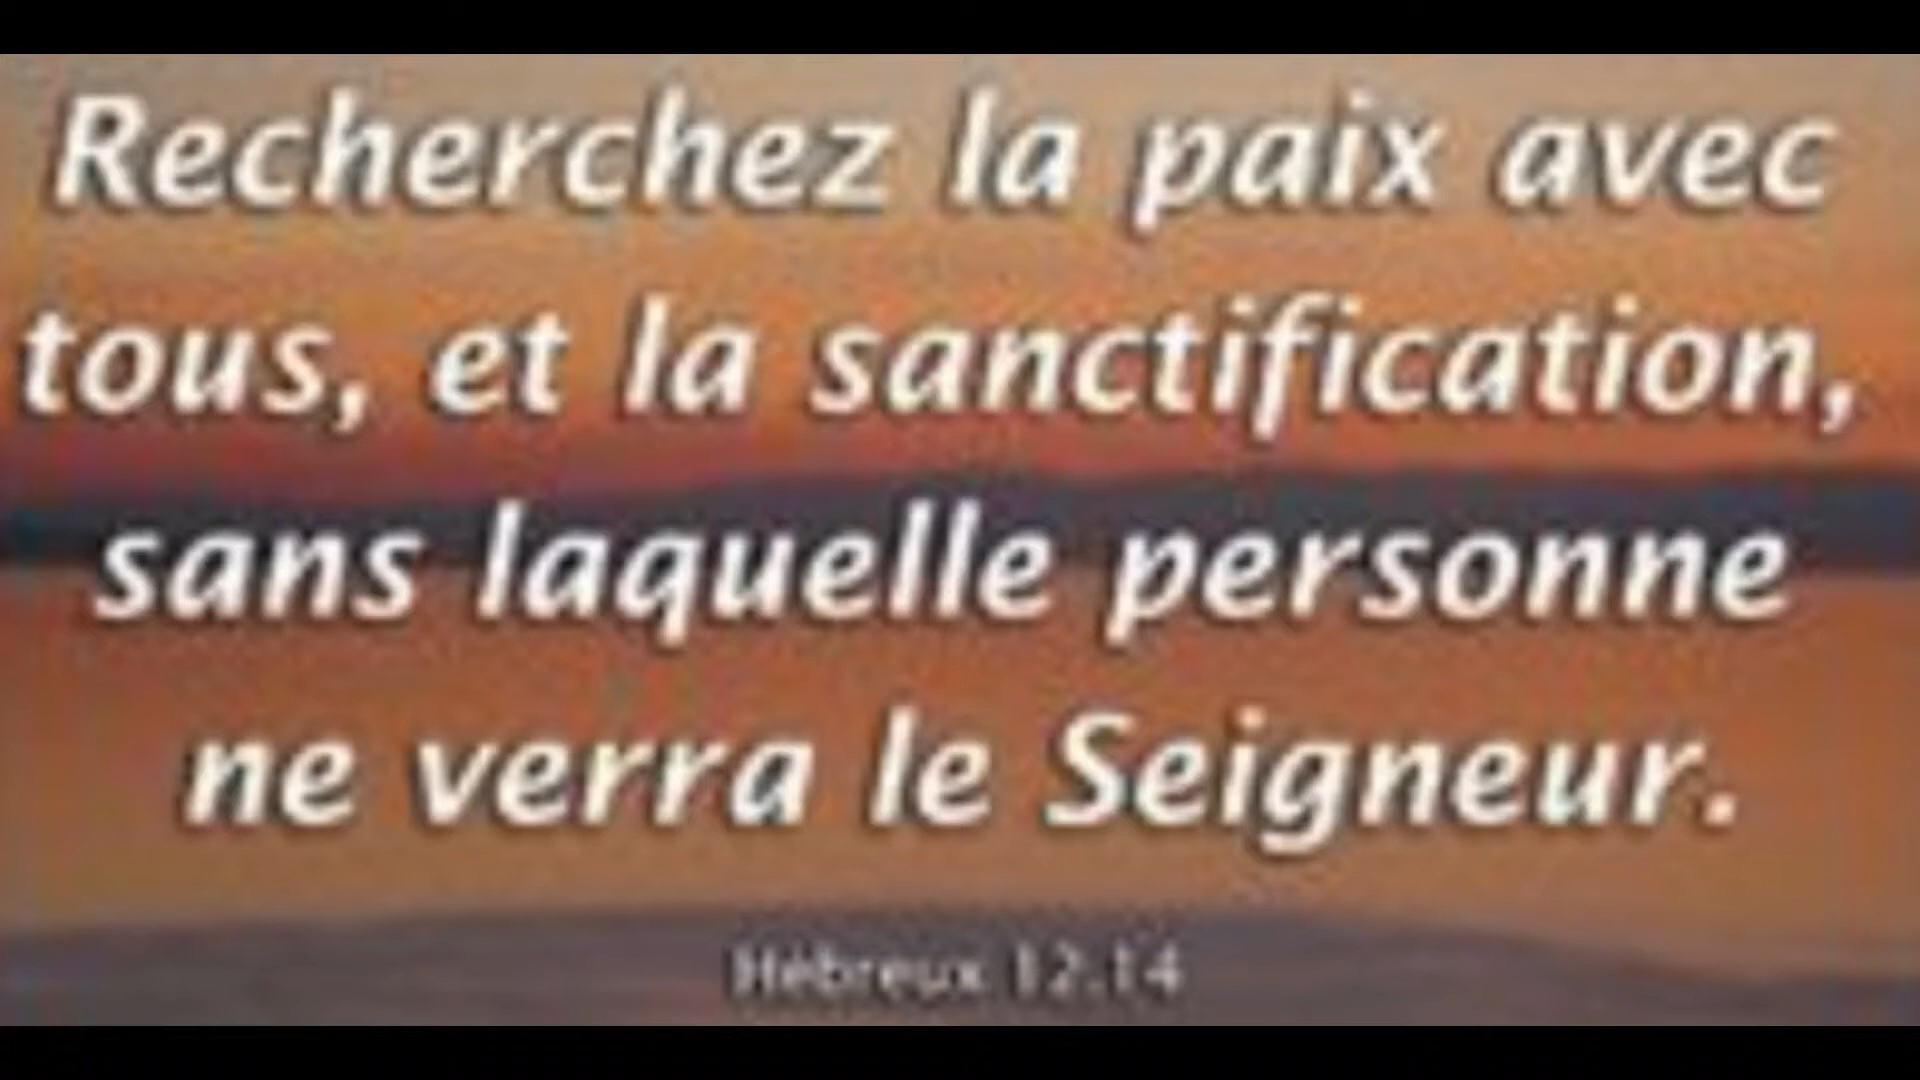 Recherchez la paix avec
tous, et la sanctification,
sans laquelle personne
ne verra le Seigneur.
Hébreux 12.14